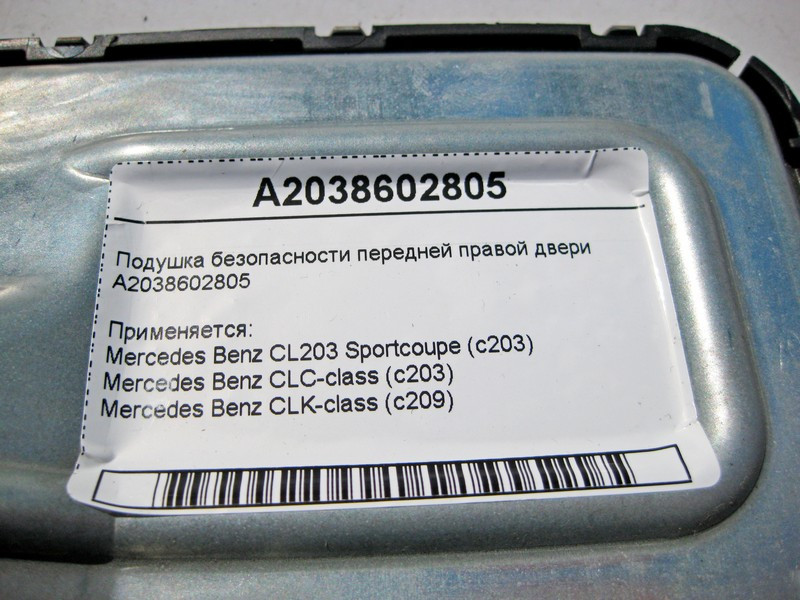 A2038602805
Подушка безопасности передней правой двери
A2038602805
Применяется:
Mercedes Benz CL203 Sportcoupe (c203)
Mercedes Benz CLC-class (c203)
Mercedes Benz CLK-class (c209)